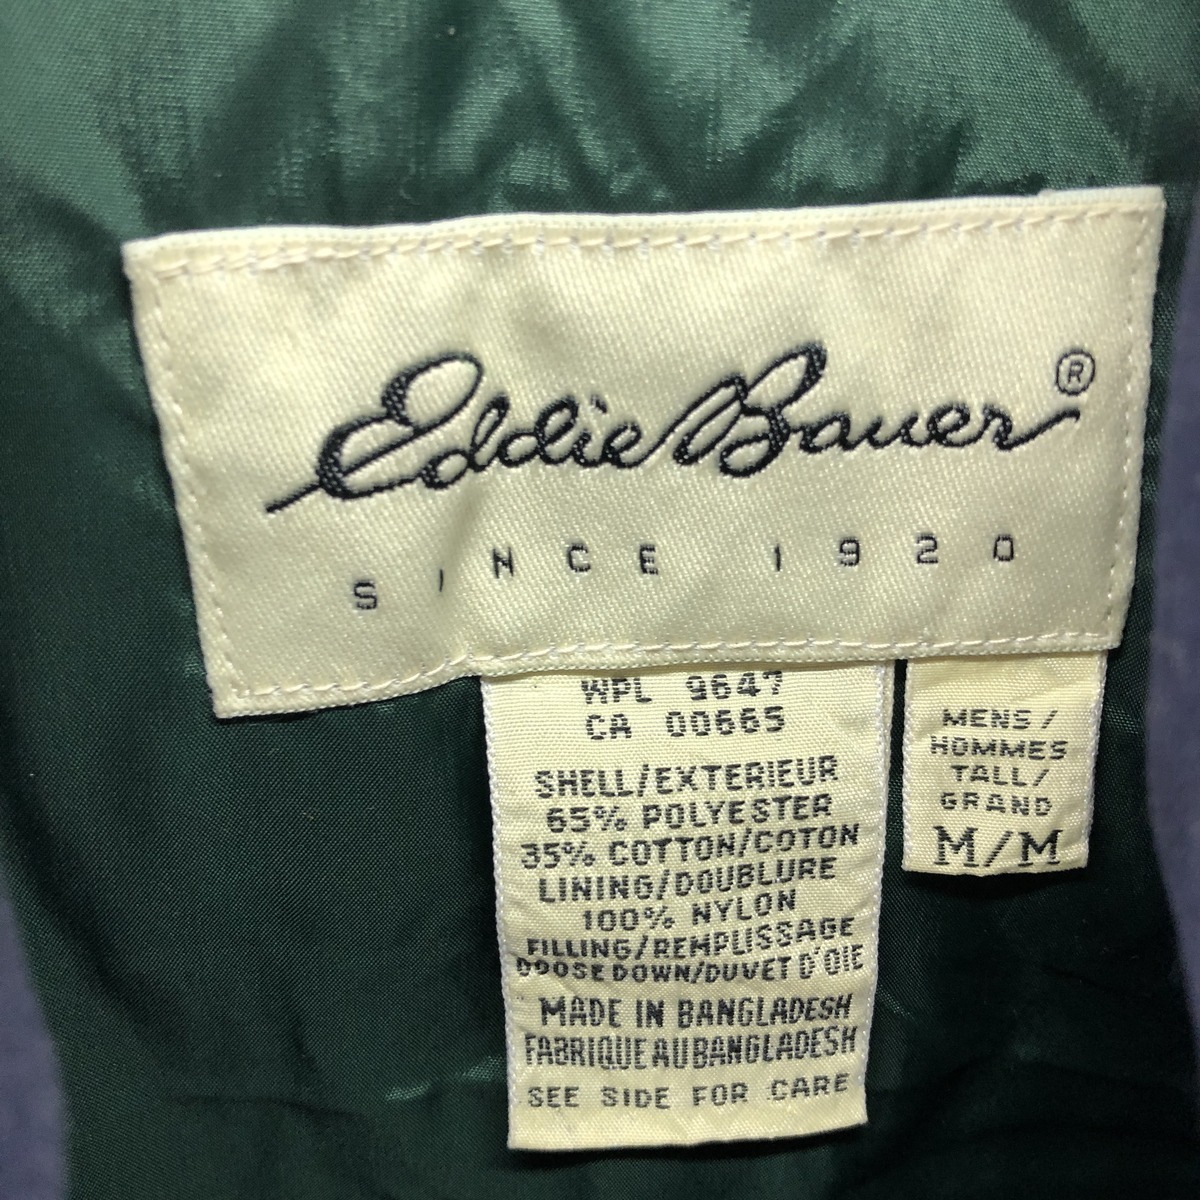 Eddie Bauer®
SINCE 1920
WPL 9647
CA 00665
SHELL/EXTERIEUR
65% POLYESTER
35% COTTON/COTON
LINING/DOUBLURE
100% NYLON
FILLING/REMPLISSAGE
GOOSE DOWN/DUVET D'OIE
MADE IN BANGLADESH
FABRIQUE AU BANGLADESH
SEE SIDE FOR CARE
MENS/
HOMMES
TALL/
GRAND
M/M